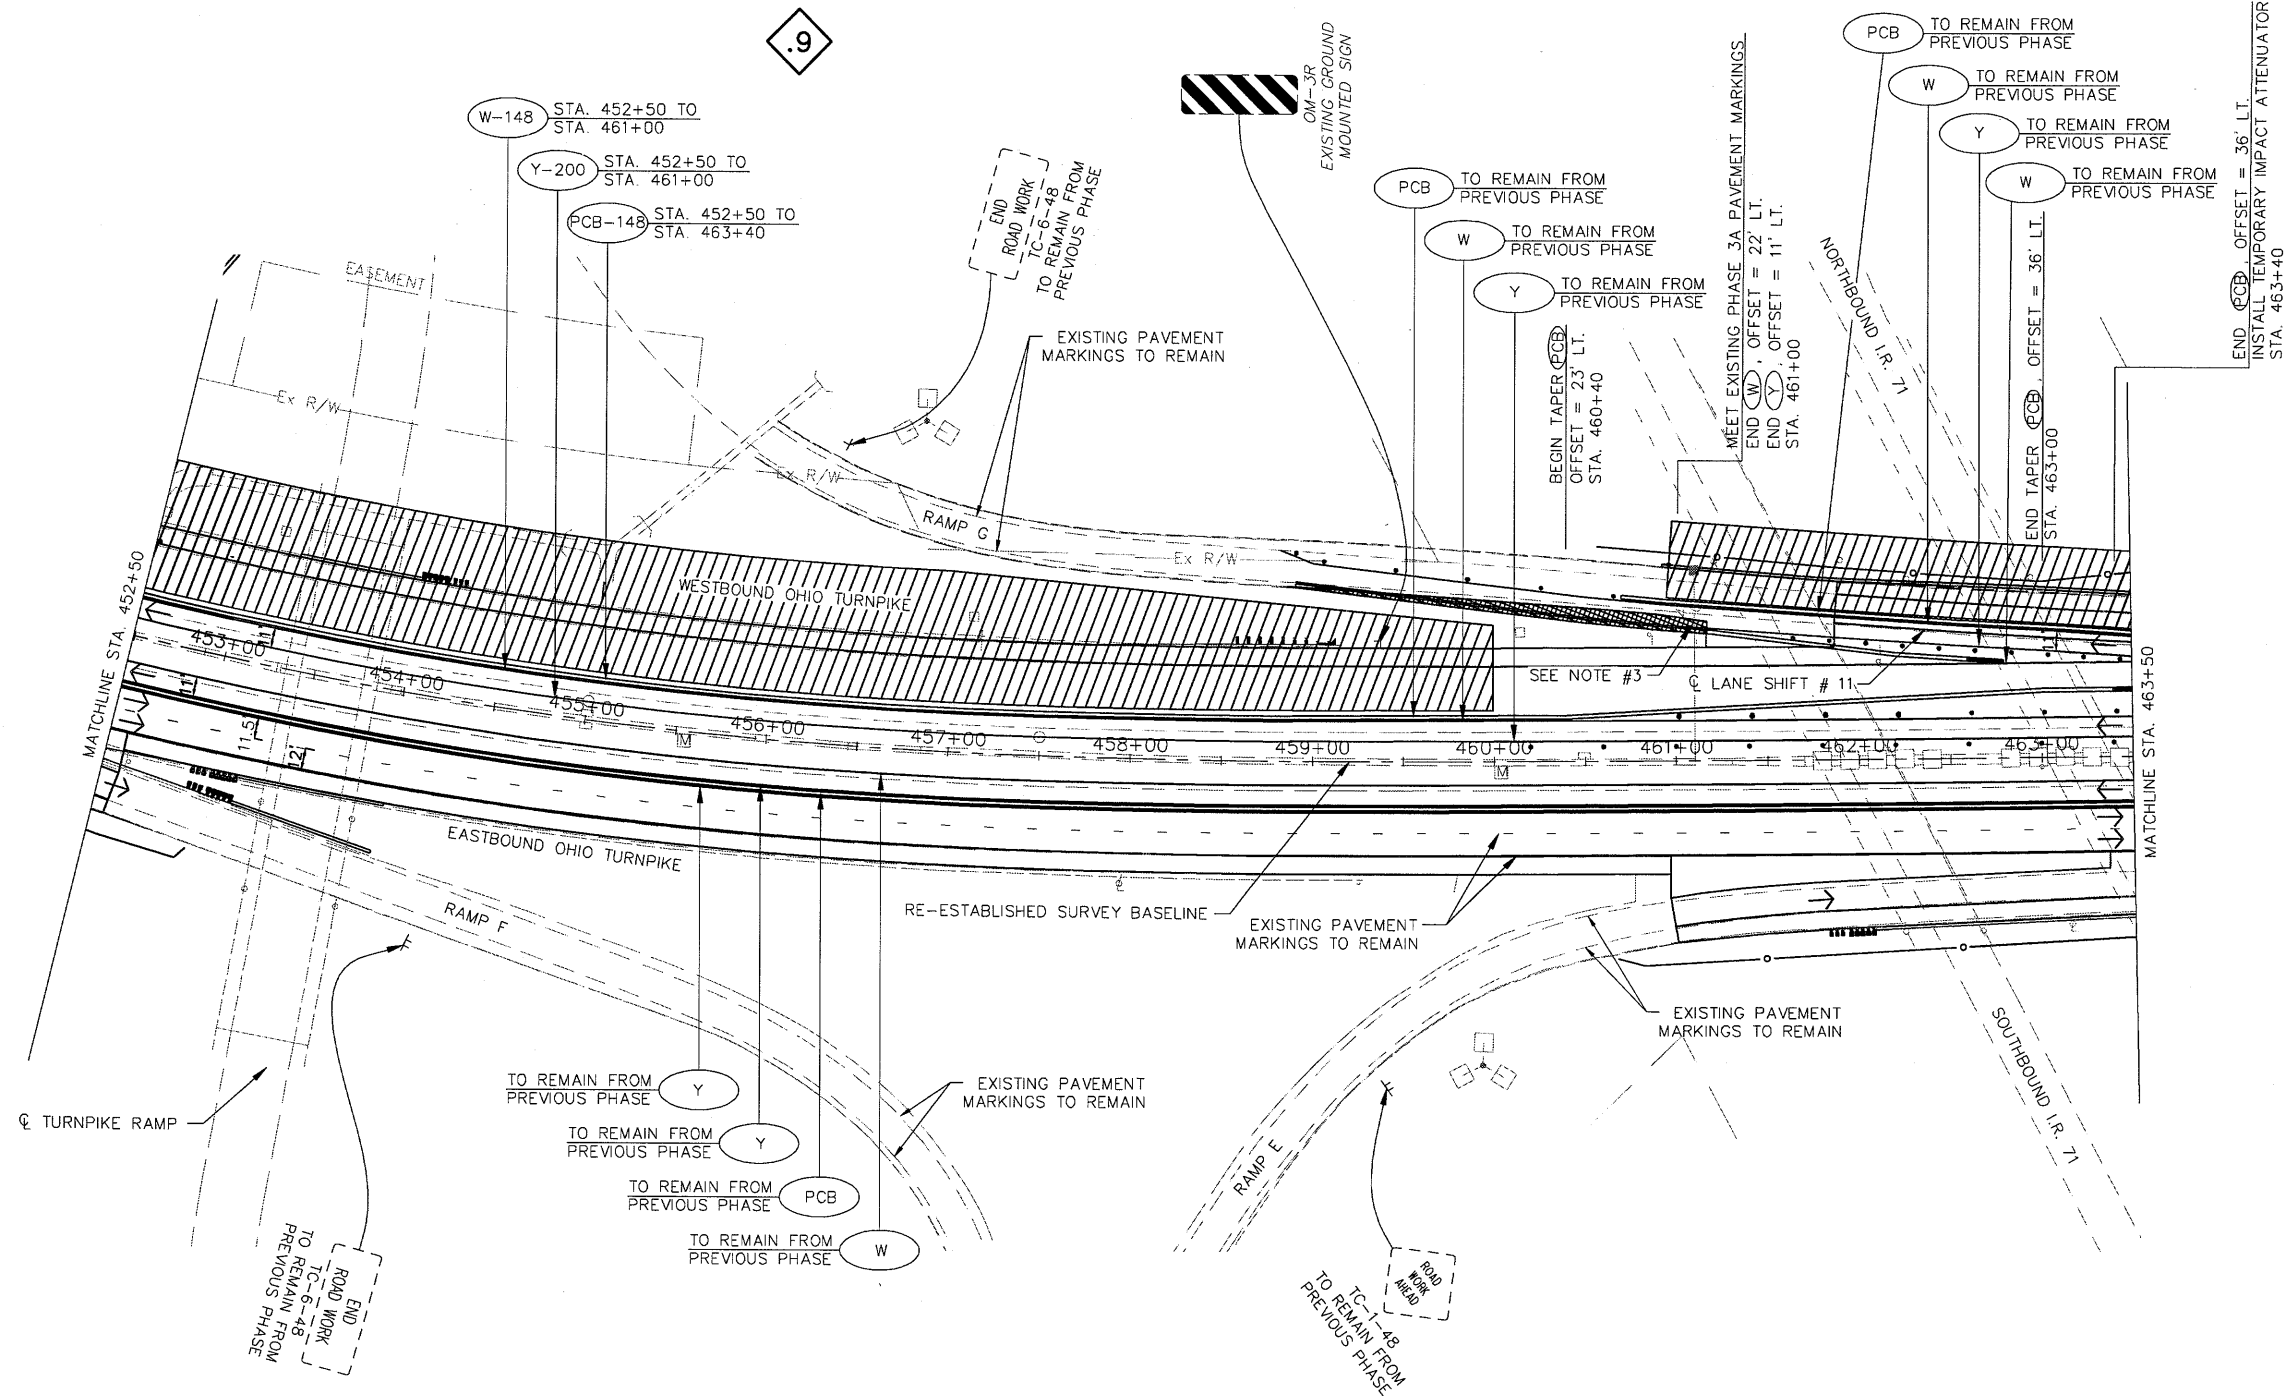 .9
W-148
STA. 452+50 TO
STA. 461+00
Y-200
STA. 452+50 TO
STA. 461+00
PCB-148
STA. 452+50 TO
STA. 463+40
END
ROAD WORK
TC-6-48
TO REMAIN FROM
PREVIOUS PHASE
OM-3R
EXISTING GROUND
MOUNTED SIGN
PCB
TO REMAIN FROM
PREVIOUS PHASE
W
TO REMAIN FROM
PREVIOUS PHASE
Y
TO REMAIN FROM
PREVIOUS PHASE
BEGIN TAPER PCB
OFFSET = 23' LT.
STA. 460+40
MEET EXISTING PHASE 3A PAVEMENT MARKINGS
END W, OFFSET = 22' LT.
END Y, OFFSET = 11' LT.
STA. 461+00
PCB
TO REMAIN FROM
PREVIOUS PHASE
W
TO REMAIN FROM
PREVIOUS PHASE
Y
TO REMAIN FROM
PREVIOUS PHASE
W
TO REMAIN FROM
PREVIOUS PHASE
NORTHBOUND I.R. 71
END TAPER PCB, OFFSET = 36' LT.
STA. 463+00
END PCB, OFFSET = 36' LT.
INSTALL TEMPORARY IMPACT ATTENUATOR
STA. 463+40
EASEMENT
Ex R/W
EXISTING PAVEMENT
MARKINGS TO REMAIN
Ex R/W
RAMP G
Ex R/W
WESTBOUND OHIO TURNPIKE
MATCHLINE STA. 452+50
11'
11'
11.5'
12'
11'
453+00
454+00
455+00
456+00
457+00
458+00
459+00
460+00
461+00
462+00
463+00
M
M
SEE NOTE #3
℄ LANE SHIFT # 11
MATCHLINE STA. 463+50
EASTBOUND OHIO TURNPIKE
RAMP F
RE-ESTABLISHED SURVEY BASELINE
EXISTING PAVEMENT
MARKINGS TO REMAIN
EXISTING PAVEMENT
MARKINGS TO REMAIN
SOUTHBOUND I.R. 71
℄ TURNPIKE RAMP
TO REMAIN FROM
PREVIOUS PHASE
Y
TO REMAIN FROM
PREVIOUS PHASE
Y
TO REMAIN FROM
PREVIOUS PHASE
PCB
TO REMAIN FROM
PREVIOUS PHASE
W
EXISTING PAVEMENT
MARKINGS TO REMAIN
RAMP E
END
ROAD WORK
TC-6-48
TO REMAIN FROM
PREVIOUS PHASE
ROAD
WORK
AHEAD
TC-1-48
TO REMAIN FROM
PREVIOUS PHASE